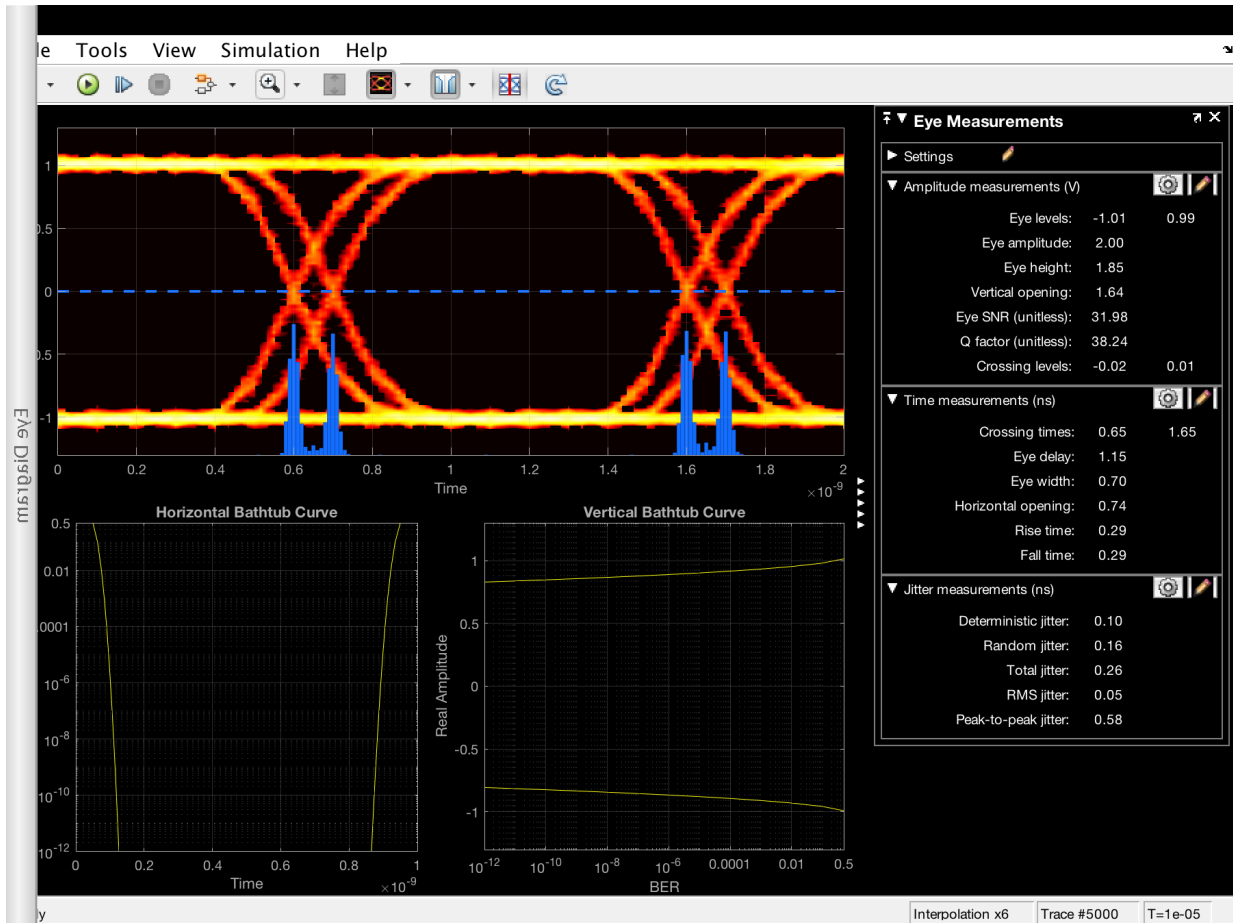 le Tools View Simulation Help
Eye Diagram
1
0.5
0
0.5
-1
0 0.2 0.4 0.6 0.8 1 1.2 1.4 1.6 1.8 2
Time
×10^-9
Horizontal Bathtub Curve
0.5
0.01
.0001
10^-6
10^-8
10^-10
10^-12
0 0.2 0.4 0.6 0.8 1
Time
×10^-9
Vertical Bathtub Curve
Real Amplitude
1
0.5
0
-0.5
-1
10^-12 10^-10 10^-8 10^-6 0.0001 0.01 0.5
BER
Eye Measurements
Settings
Amplitude measurements (V)
Eye levels: -1.01 0.99
Eye amplitude: 2.00
Eye height: 1.85
Vertical opening: 1.64
Eye SNR (unitless): 31.98
Q factor (unitless): 38.24
Crossing levels: -0.02 0.01
Time measurements (ns)
Crossing times: 0.65 1.65
Eye delay: 1.15
Eye width: 0.70
Horizontal opening: 0.74
Rise time: 0.29
Fall time: 0.29
Jitter measurements (ns)
Deterministic jitter: 0.10
Random jitter: 0.16
Total jitter: 0.26
RMS jitter: 0.05
Peak-to-peak jitter: 0.58
y
Interpolation x6 Trace #5000 T=1e-05